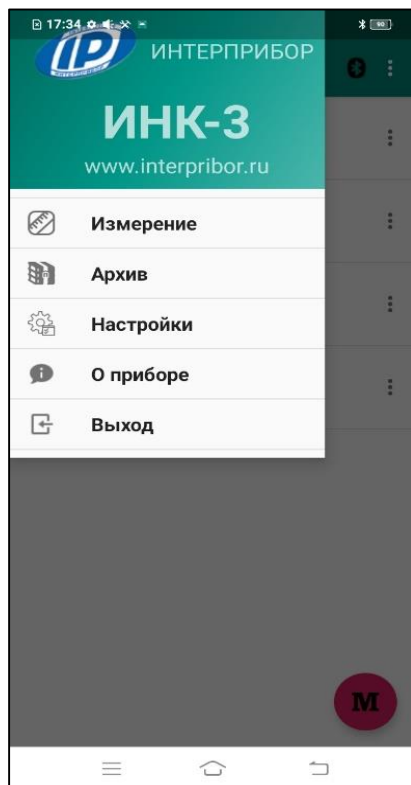 17:34
90
ИНТЕРПРИБОР
ИНК-3
www.interpribor.ru
Измерение
Архив
Настройки
О приборе
Выход
M